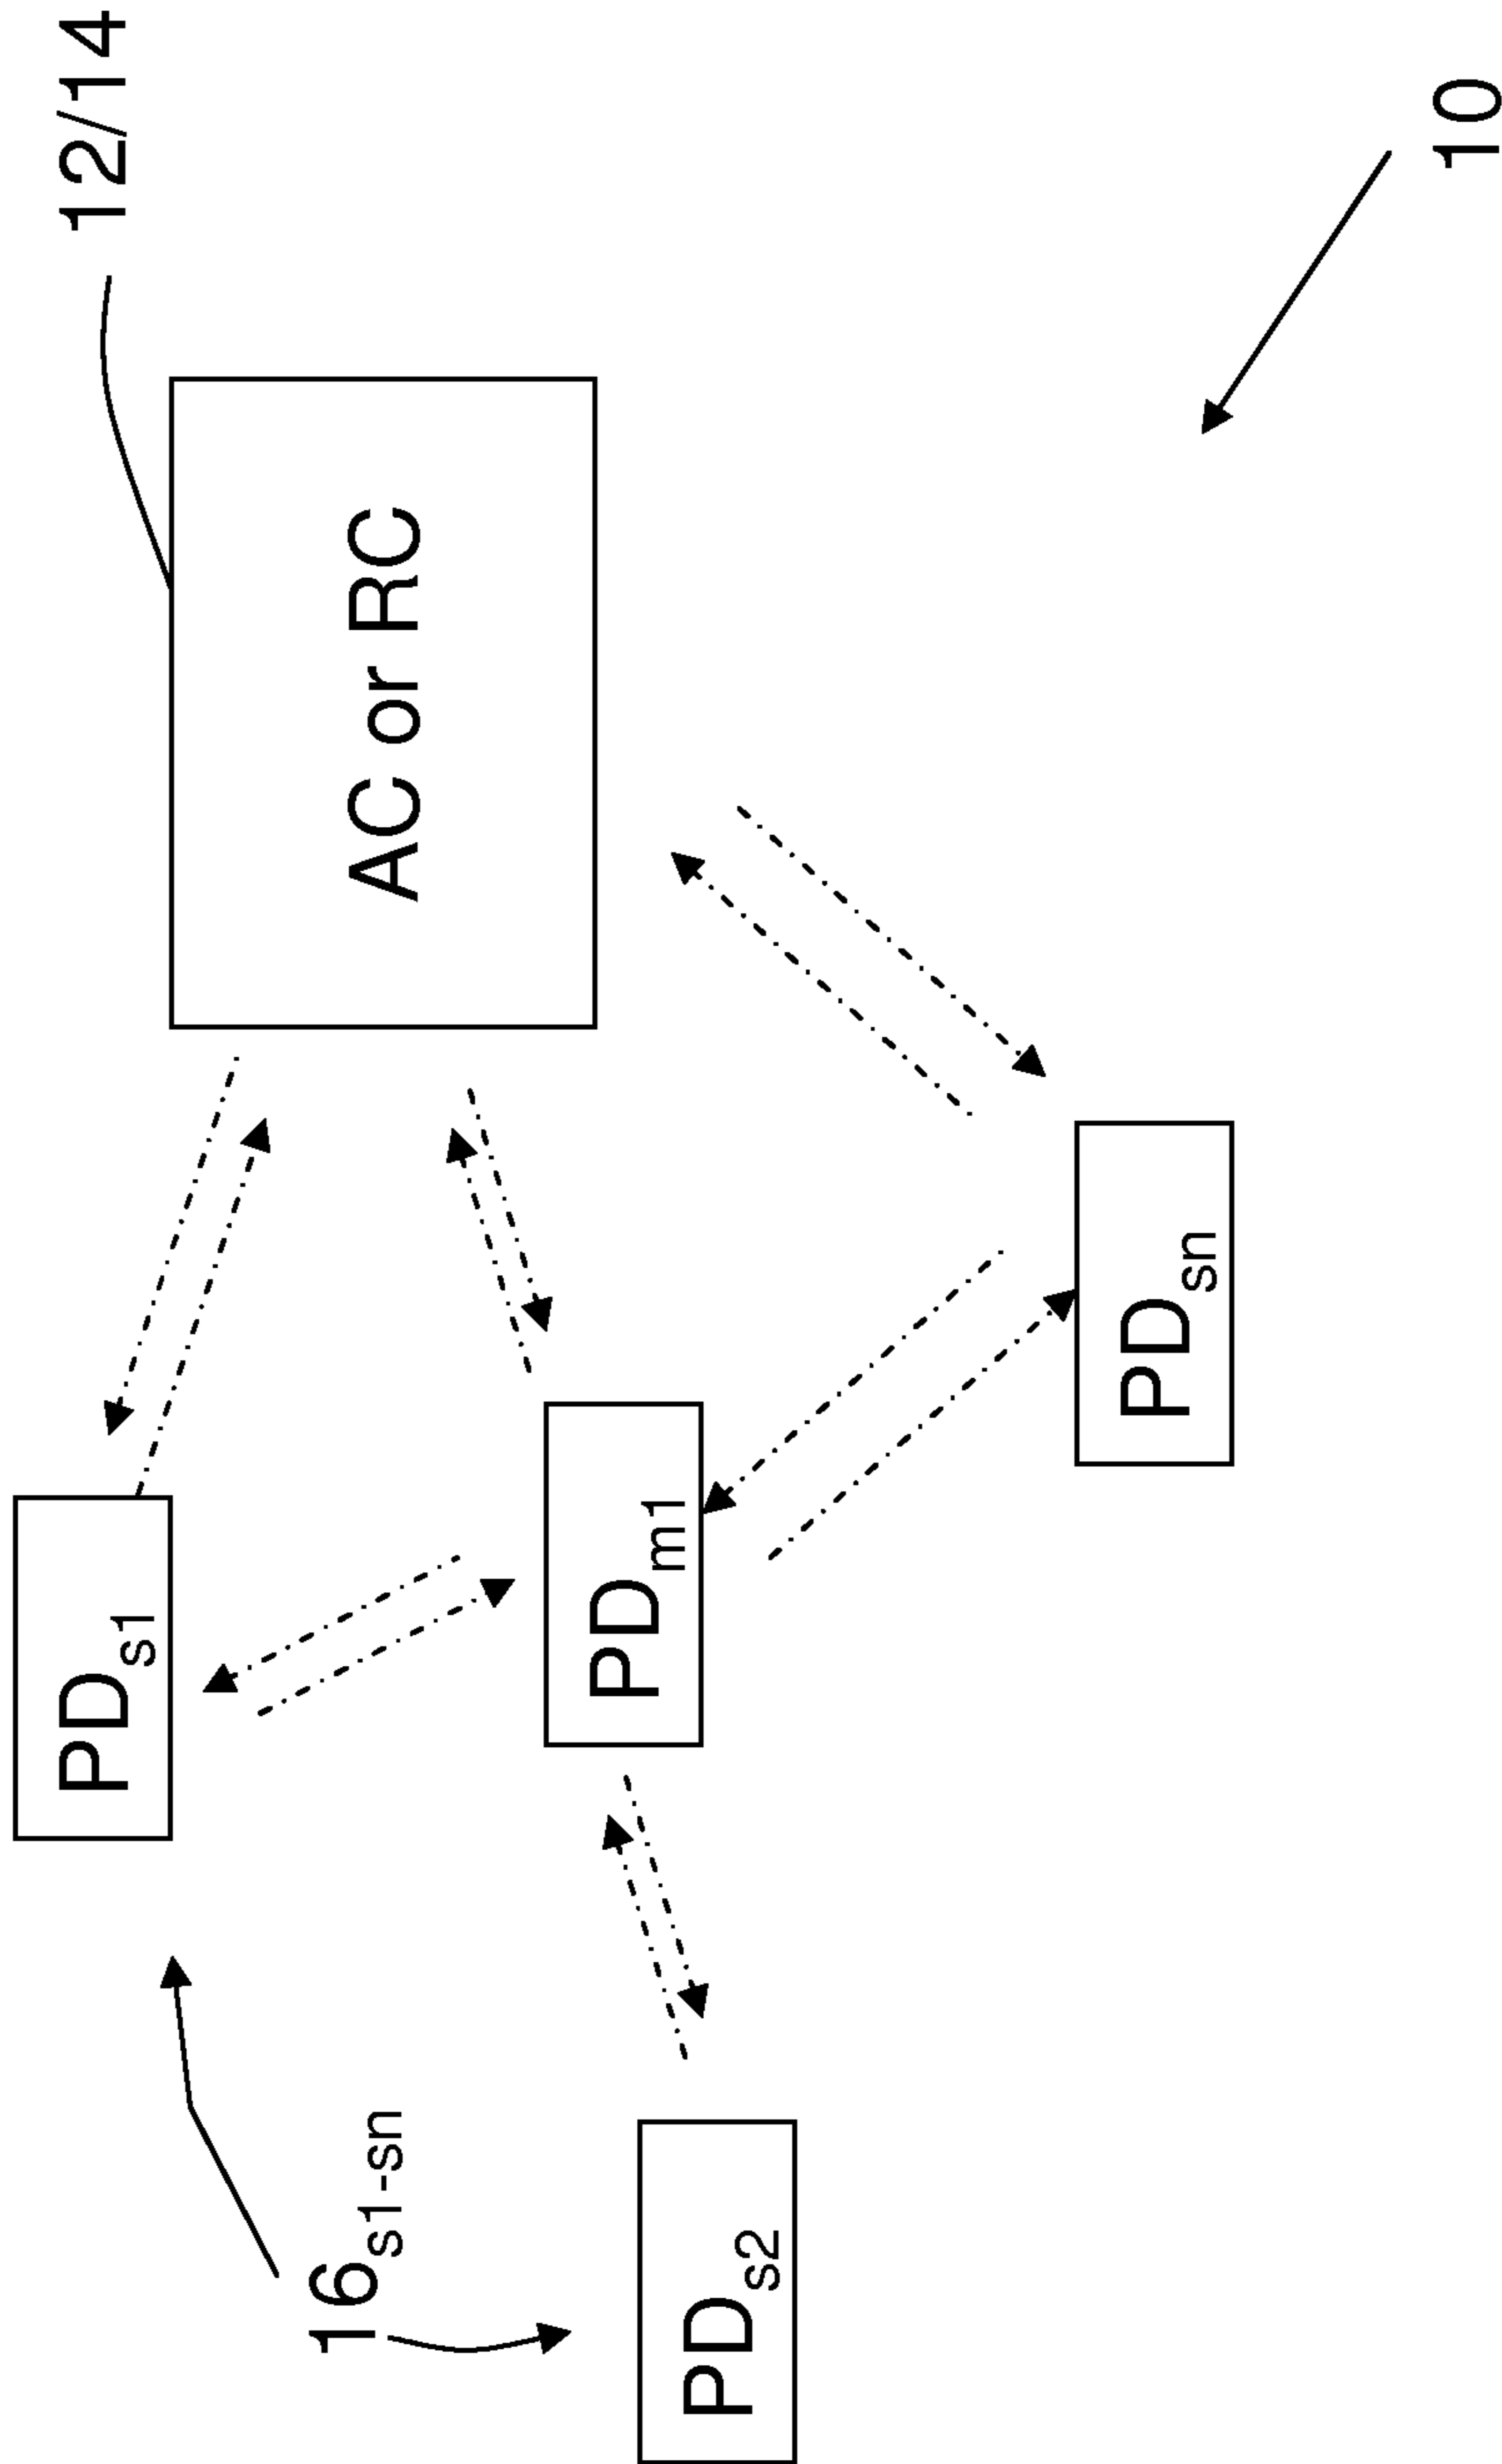 12/14
AC or RC
PDs1
PDm1
PDsn
16s1-sn
PDs2
10